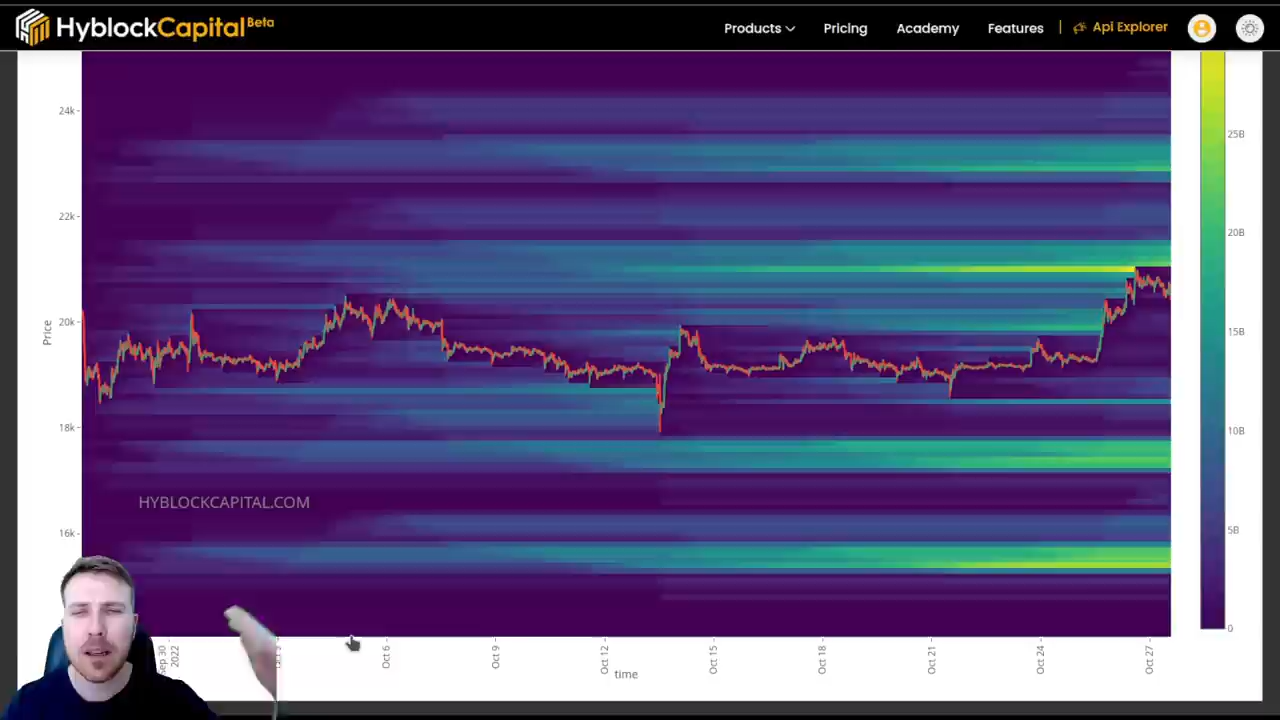 HyblockCapital Beta
Products Pricing Academy Features Api Explorer
24k
22k
20k
18k
16k
Price
25B
20B
15B
10B
5B
0
HYBLOCKCAPITAL.COM
2022
Oct 6
Oct 9
Oct 12
Oct 15
Oct 18
Oct 21
Oct 24
Oct 27
time